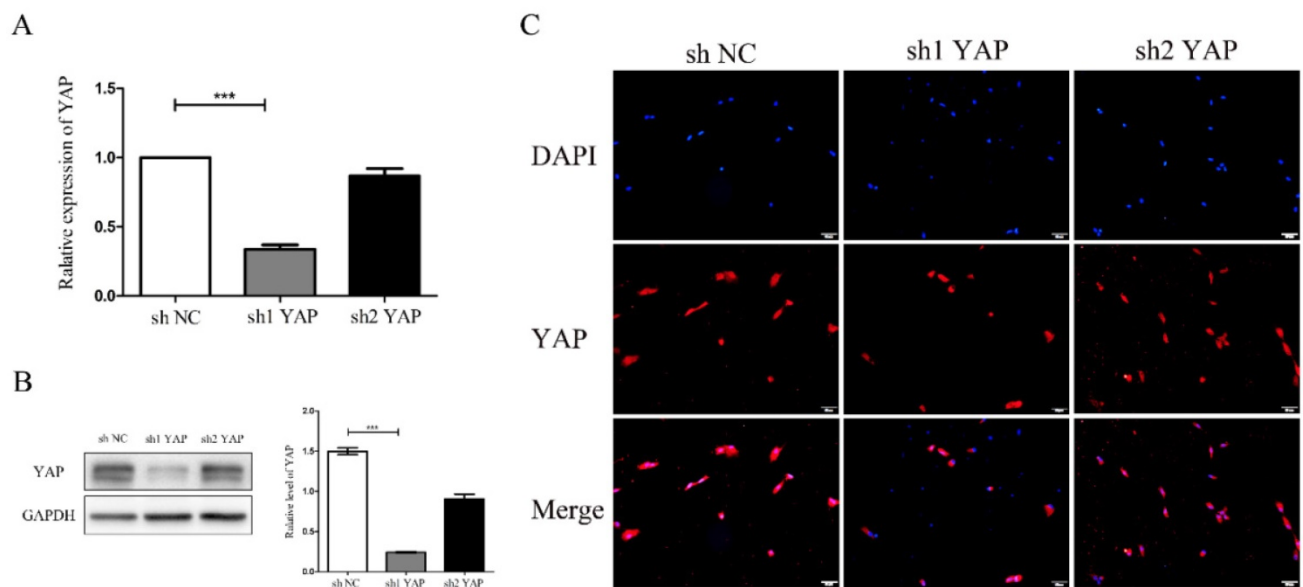 A
Ralative expression of YAP
1.5
1.0
0.5
0.0
***
sh NC
sh1 YAP
sh2 YAP
B
sh NC
sh1 YAP
sh2 YAP
YAP
GAPDH
Ralative level of YAP
2.0
1.5
1.0
0.5
0.0
***
sh NC
sh1 YAP
sh2 YAP
C
sh NC
sh1 YAP
sh2 YAP
DAPI
YAP
Merge